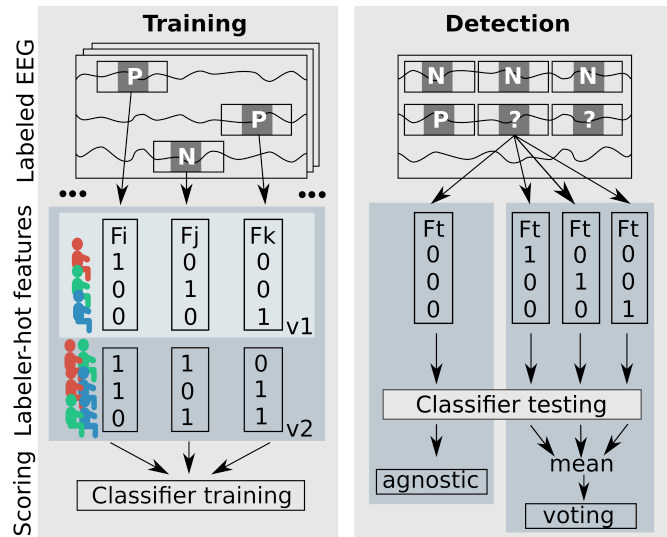 Training
Detection
Labeled EEG
P
P
N
N N N
P ? ?
•••
•••
Labeler-hot features
Fi Fj Fk
1 0 0
0 1 0
0 0 1
v1
1 1 0
1 0 1
0 1 1
v2
Ft Ft Ft Ft
0 1 0 0
0 0 1 0
0 0 0 1
Scoring
Classifier training
Classifier testing
agnostic
mean
voting